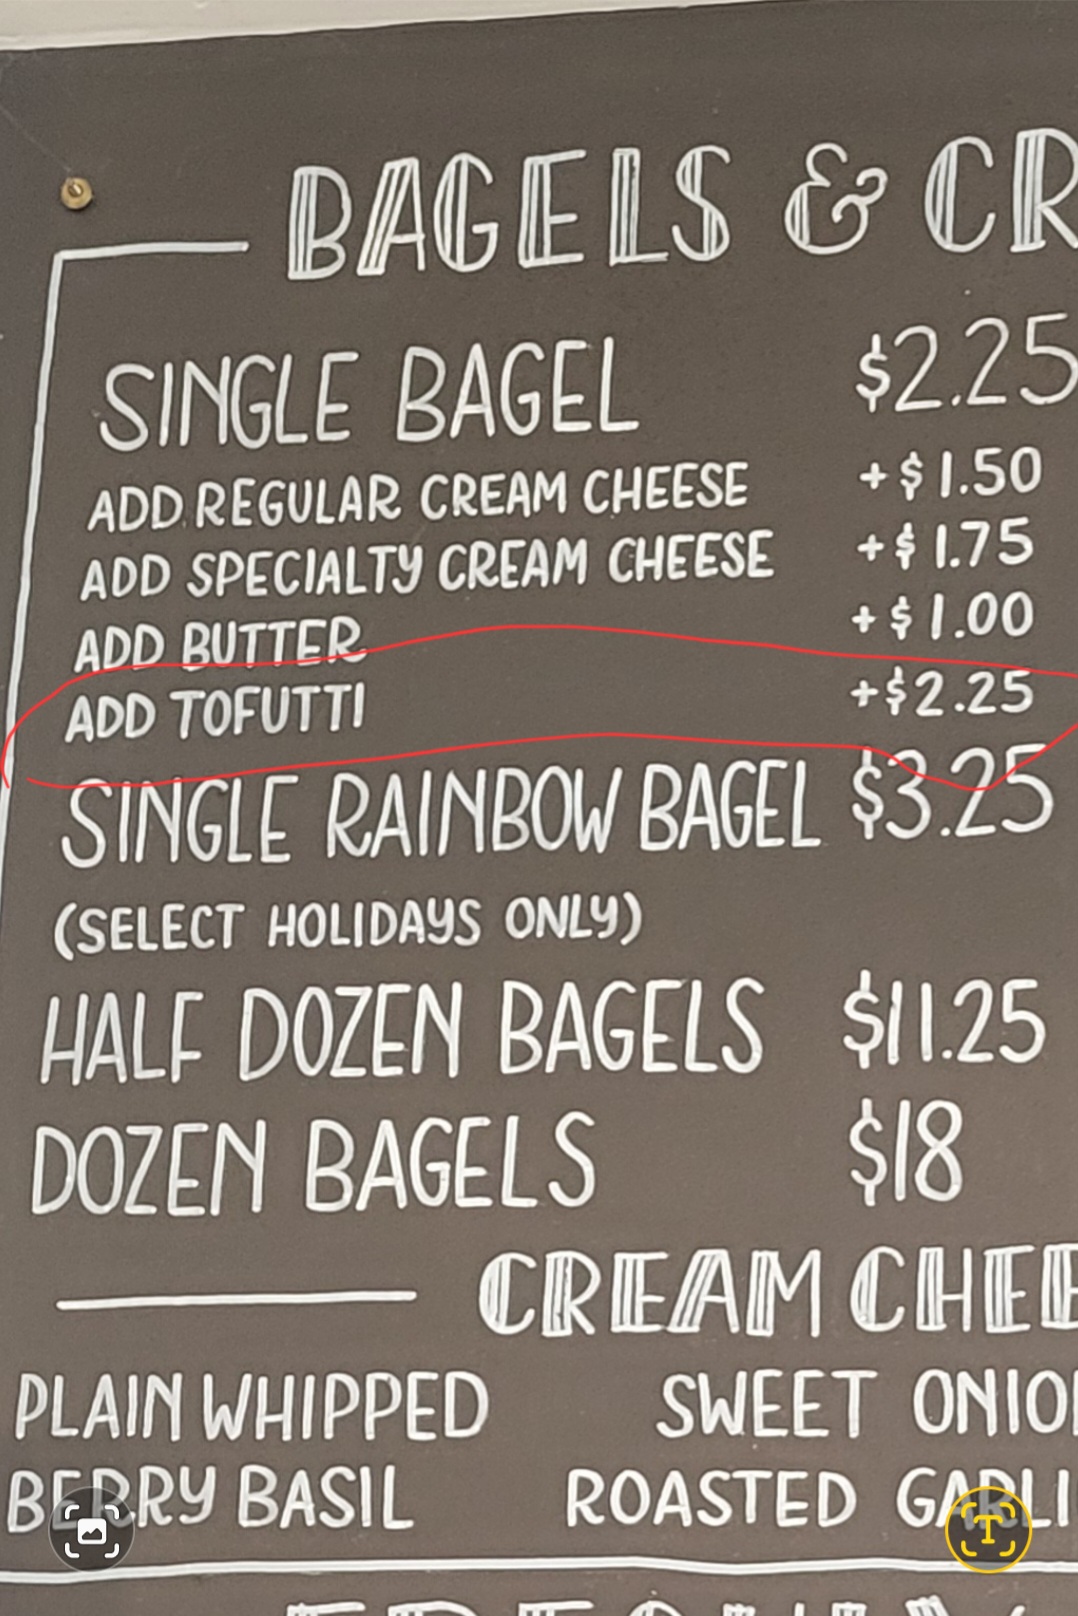 BAGELS & CR
SINGLE BAGEL $2.25
ADD REGULAR CREAM CHEESE +$1.50
ADD SPECIALTY CREAM CHEESE +$1.75
ADD BUTTER +$1.00
ADD TOFUTTI +$2.25
SINGLE RAINBOW BAGEL $3.25
(SELECT HOLIDAYS ONLY)
HALF DOZEN BAGELS $11.25
DOZEN BAGELS $18
CREAM CHEE
PLAIN WHIPPED SWEET ONIO
BERRY BASIL ROASTED GARLI